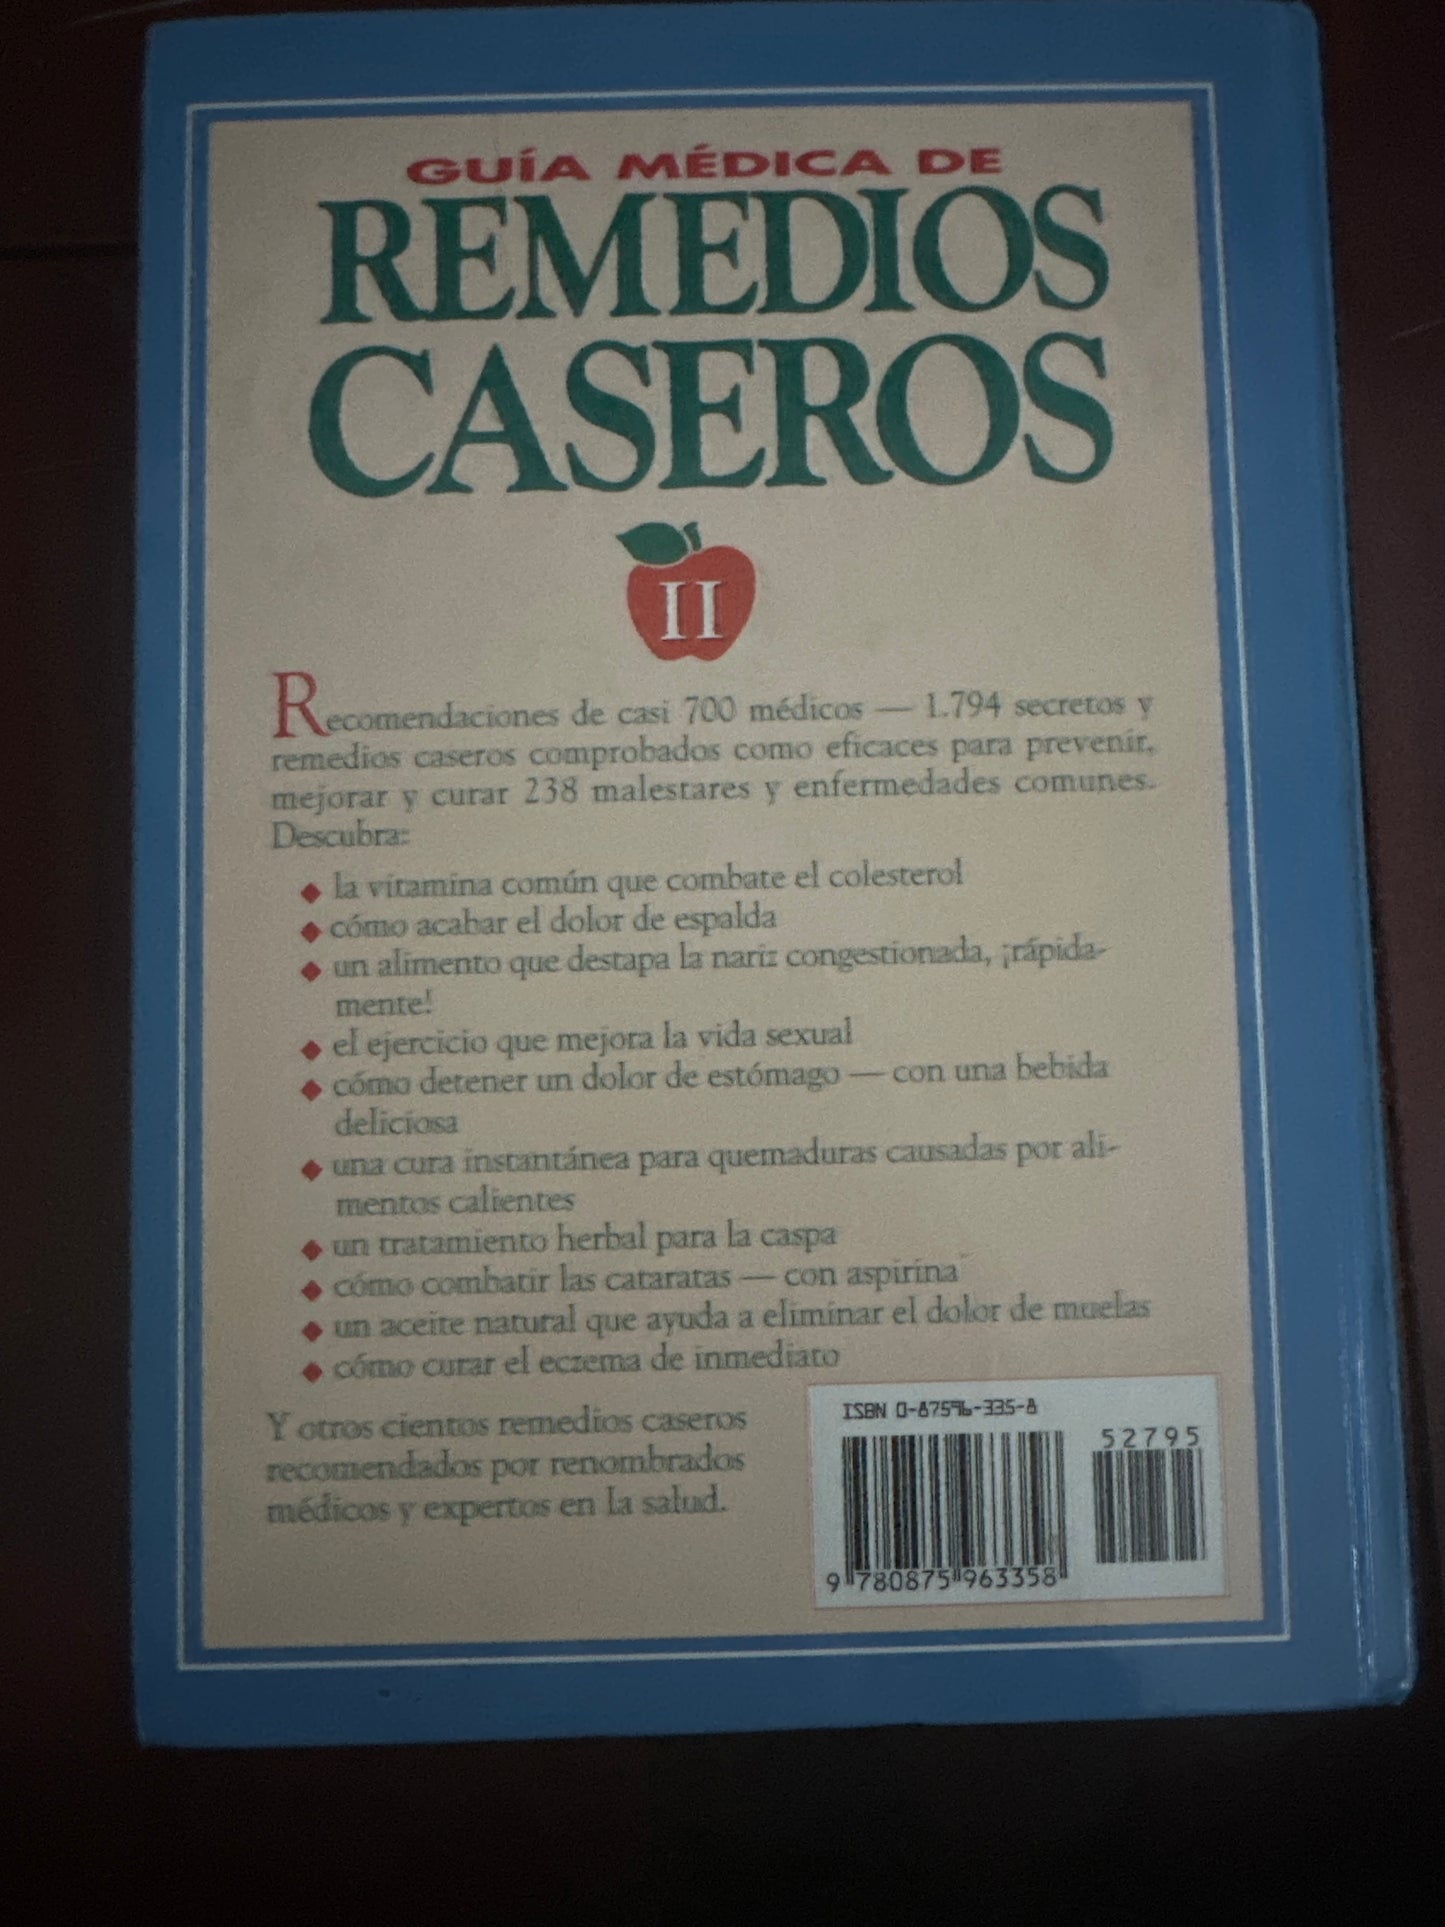 GUÍA MÉDICA DE
REMEDIOS
CASEROS
II
Recomendaciones de casi 700 médicos — 1.794 secretos y
remedios caseros comprobados como eficaces para prevenir,
mejorar y curar 238 malestares y enfermedades comunes.
Descubra:
◆ la vitamina común que combate el colesterol
◆ cómo acabar el dolor de espalda
◆ un alimento que destapa la nariz congestionada, ¡rápida-
mente!
◆ el ejercicio que mejora la vida sexual
◆ cómo detener un dolor de estómago — con una bebida
deliciosa
◆ una cura instantánea para quemaduras causadas por ali-
mentos calientes
◆ un tratamiento herbal para la caspa
◆ cómo combatir las cataratas — con aspirina
◆ un aceite natural que ayuda a eliminar el dolor de muelas
◆ cómo curar el eczema de inmediato
Y otros cientos remedios caseros
recomendados por renombrados
médicos y expertos en la salud.
ISBN 0-87596-335-8
52795
9 780875 963358